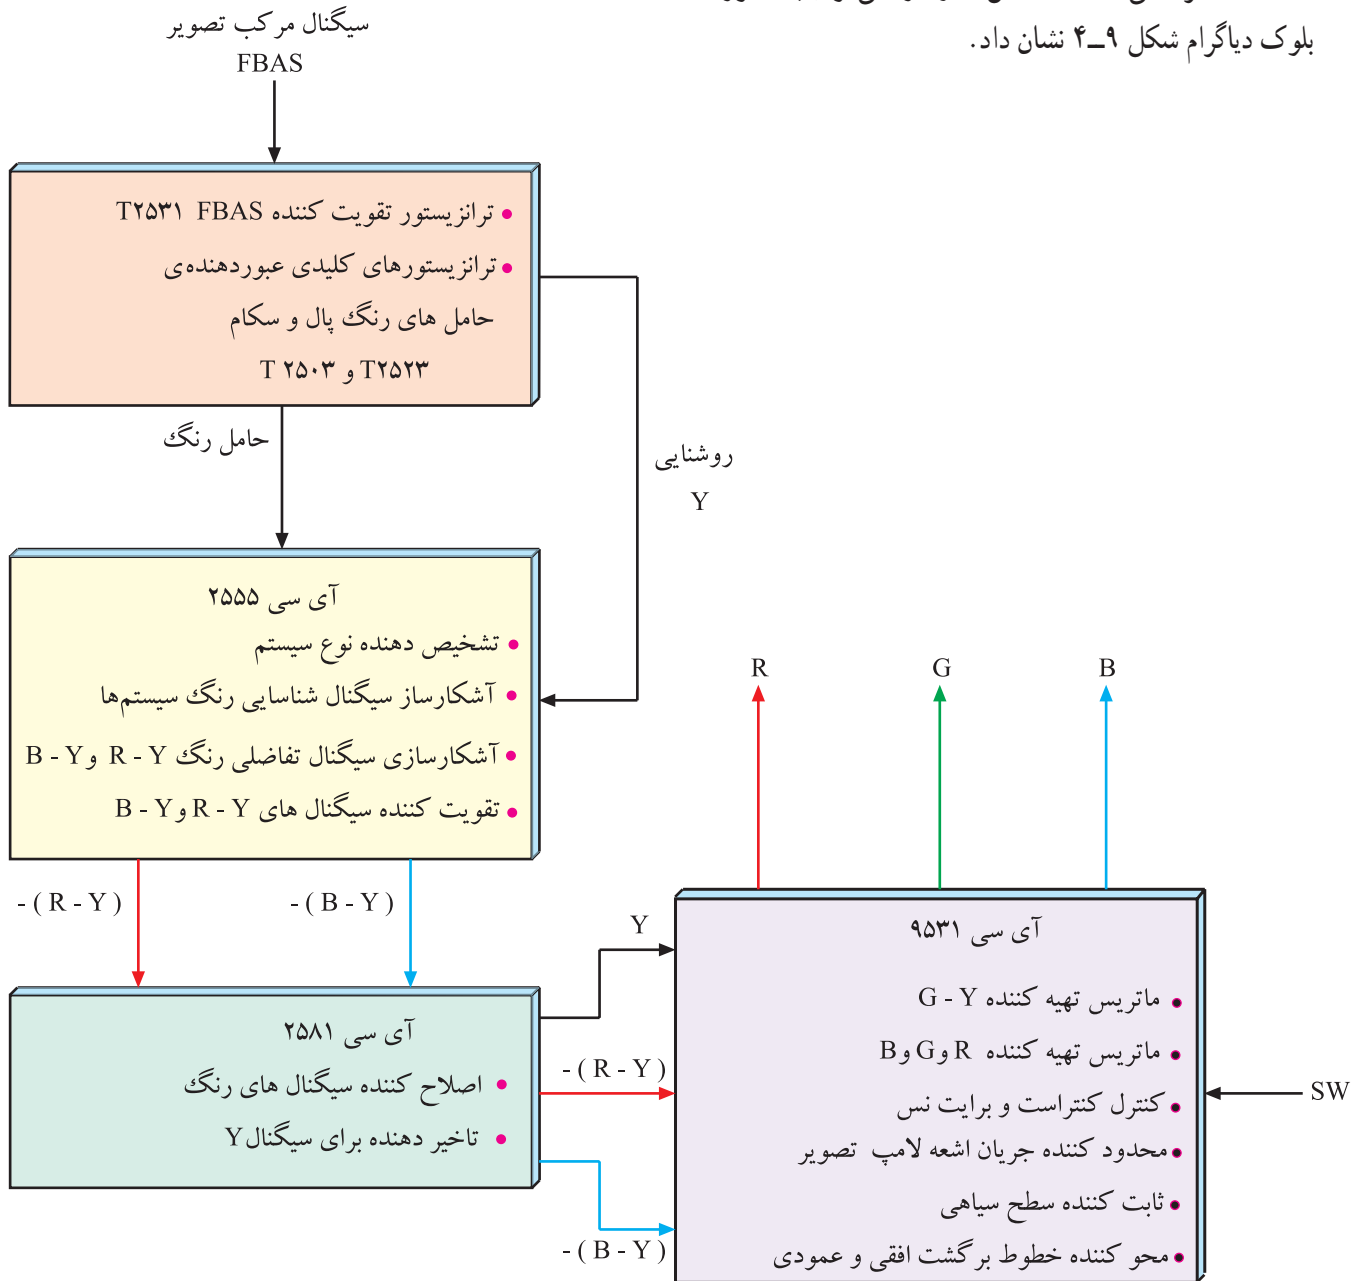 بلوک دیاگرام شکل ۹ــ۴ نشان داد.
سیگنال مرکب تصویر
FBAS
• ترانزیستور تقویت کننده T۲۵۳۱ FBAS
• ترانزیستورهای کلیدی عبوردهنده‌ی
حامل های رنگ پال و سکام
T۲۵۲۳ و T ۲۵۰۳
حامل رنگ
روشنایی
Y
آی سی ۲۵۵۵
• تشخیص دهنده نوع سیستم
• آشکارساز سیگنال شناسایی رنگ سیستم‌ها
• آشکارسازی سیگنال تفاضلی رنگ R - Y و B - Y
• تقویت کننده سیگنال های R - Y و B - Y
- ( R - Y )
- ( B - Y )
آی سی ۲۵۸۱
• اصلاح کننده سیگنال های رنگ
• تاخیر دهنده برای سیگنال Y
Y
- ( R - Y )
- ( B - Y )
R
G
B
آی سی ۹۵۳۱
• ماتریس تهیه کننده G - Y
• ماتریس تهیه کننده R و G و B
• کنترل کنتراست و برایت نس
• محدود کننده جریان اشعه لامپ تصویر
• ثابت کننده سطح سیاهی
• محو کننده خطوط برگشت افقی و عمودی
SW